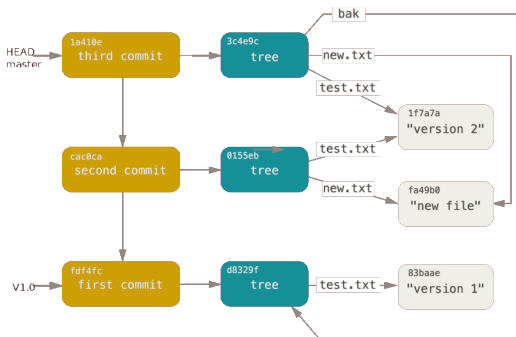 bak
1a410e
3c4e9c
HEAD
master
third commit
tree
new.txt
test.txt
1f7a7a
"version 2"
cac0ca
0155eb
test.txt
second commit
tree
new.txt
fa49b0
"new file"
fdf4fc
d8329f
83baae
V1.0
first commit
tree
test.txt
"version 1"